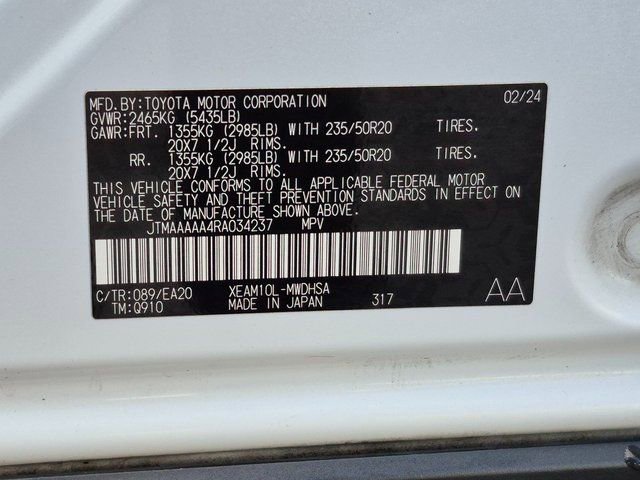 MFD.BY:TOYOTA MOTOR CORPORATION 02/24
GVWR:2465KG (5435LB)
GAWR:FRT. 1355KG (2985LB) WITH 235/50R20 TIRES.
20X7 1/2J RIMS.
RR. 1355KG (2985LB) WITH 235/50R20 TIRES.
20X7 1/2J RIMS.
THIS VEHICLE CONFORMS TO ALL APPLICABLE FEDERAL MOTOR
VEHICLE SAFETY AND THEFT PREVENTION STANDARDS IN EFFECT ON
THE DATE OF MANUFACTURE SHOWN ABOVE.
JTMAAAAA4RA034237 MPV
C/TR:089/EA20 XEAM10L-MWDHSA
TM:Q910 MADE IN JAPAN 317 AA